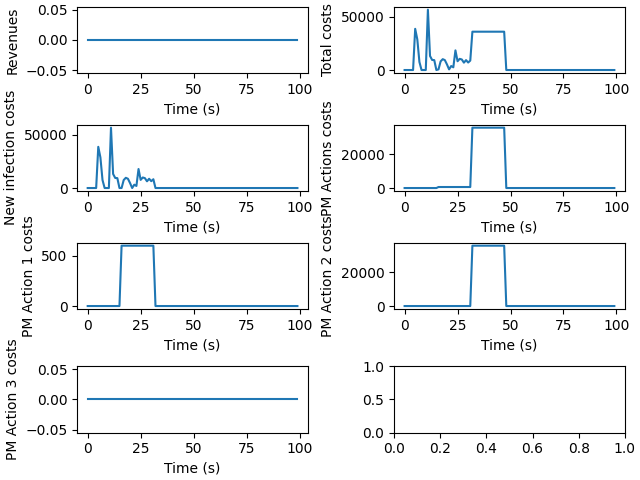 Revenues
0.05
0.00
−0.05
0 25 50 75 100
Time (s)
Total costs
50000
0
0 25 50 75 100
Time (s)
New infection costs
50000
0
0 25 50 75 100
Time (s)
PM Actions costs
20000
0
0 25 50 75 100
Time (s)
PM Action 1 costs
500
0
0 25 50 75 100
Time (s)
PM Action 2 costs
20000
0
0 25 50 75 100
Time (s)
PM Action 3 costs
0.05
0.00
−0.05
0 25 50 75 100
Time (s)
1.0
0.5
0.0
0.0 0.2 0.4 0.6 0.8 1.0